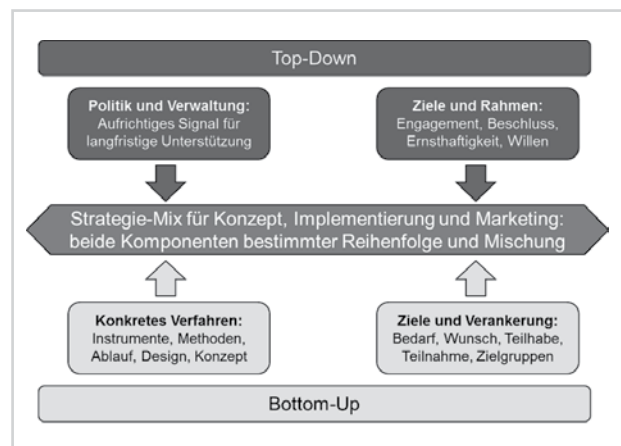 Top-Down
Politik und Verwaltung:
Aufrichtiges Signal für
langfristige Unterstützung
Ziele und Rahmen:
Engagement, Beschluss,
Ernsthaftigkeit, Willen
Strategie-Mix für Konzept, Implementierung und Marketing:
beide Komponenten bestimmter Reihenfolge und Mischung
Konkretes Verfahren:
Instrumente, Methoden,
Ablauf, Design, Konzept
Ziele und Verankerung:
Bedarf, Wunsch, Teilhabe,
Teilnahme, Zielgruppen
Bottom-Up